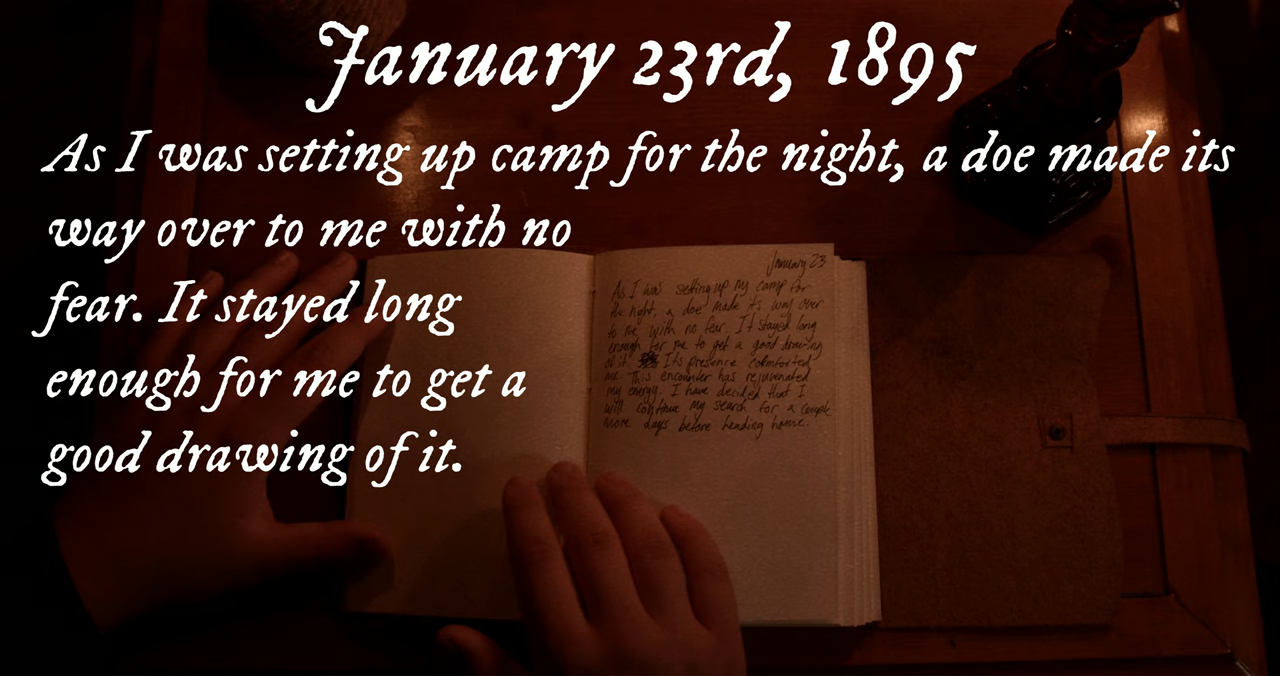 January 23rd, 1895
As I was setting up camp for the night, a doe made its
way over to me with no
fear. It stayed long
enough for me to get a
good drawing of it.
January 23
As I was setting up my camp for
the night, a doe made its way over
to me with no fear. It stayed long
enough for me to get a good drawing
of it. Its presence comforted
me. This encounter has rejuvenated
my energy. I have decided that I
will continue my search for a couple
more days before heading home.